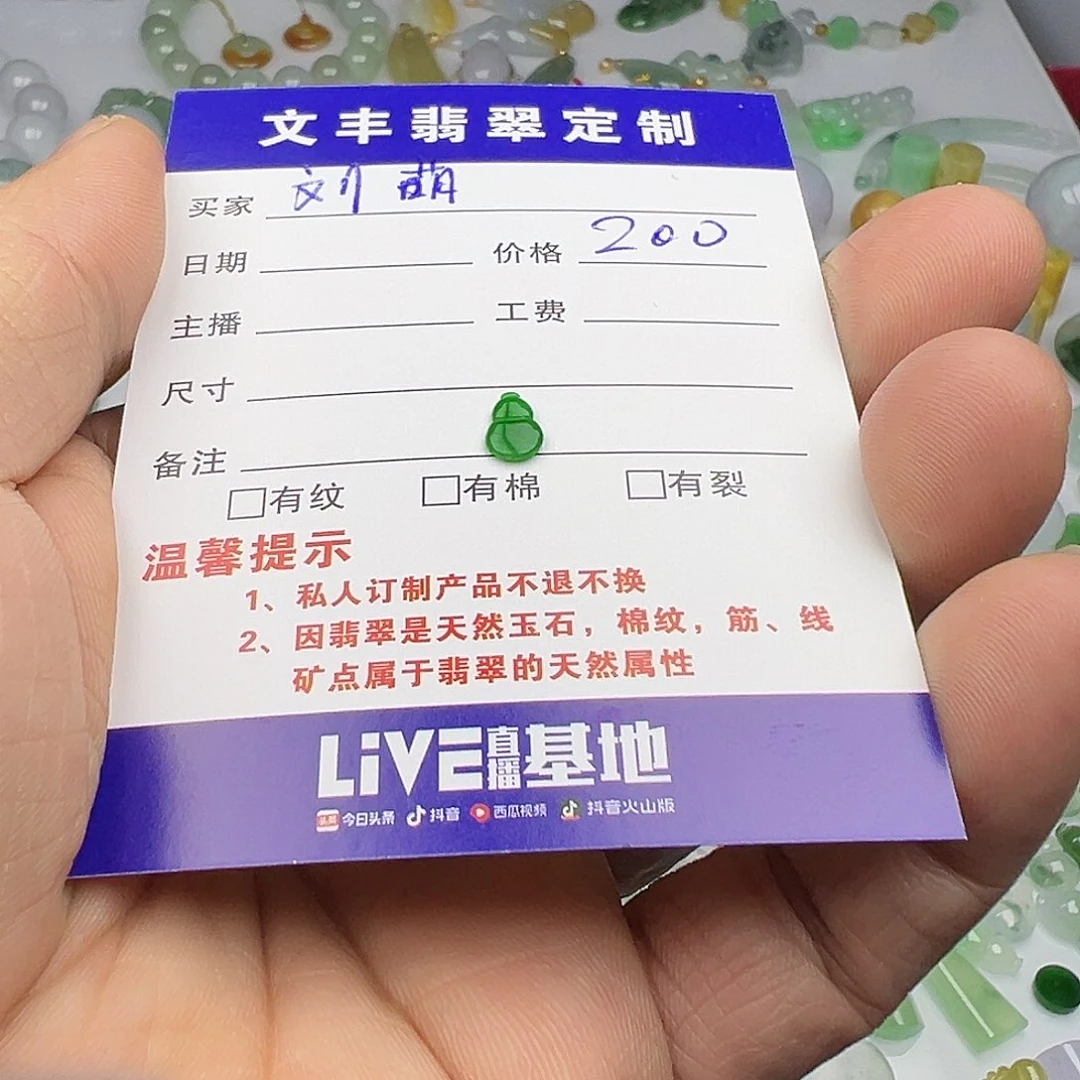 文丰翡翠定制
买家 刘萌
日期 价格 200
主播 工费
尺寸
备注
有纹 有棉 有裂
温馨提示
1、私人订制产品不退不换
2、因翡翠是天然玉石，棉纹，筋、线
矿点属于翡翠的天然属性
LiVE直播基地
头条 今日头条 抖音 西瓜视频 抖音火山版